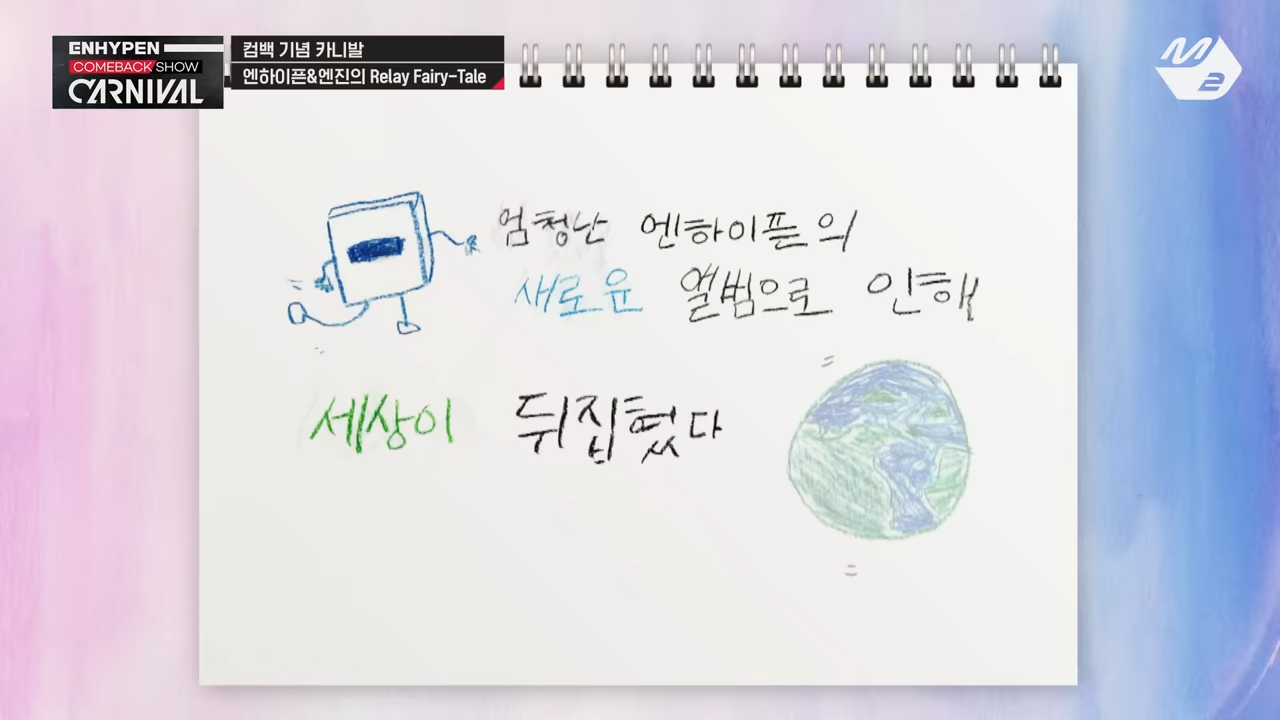 ENHYPEN
COMEBACK SHOW
CARNIVAL
컴백 기념 카니발
엔하이픈&엔진의 Relay Fairy-Tale
M2
엄청난 엔하이픈의
새로운 앨범으로 인해
세상이 뒤집혔다